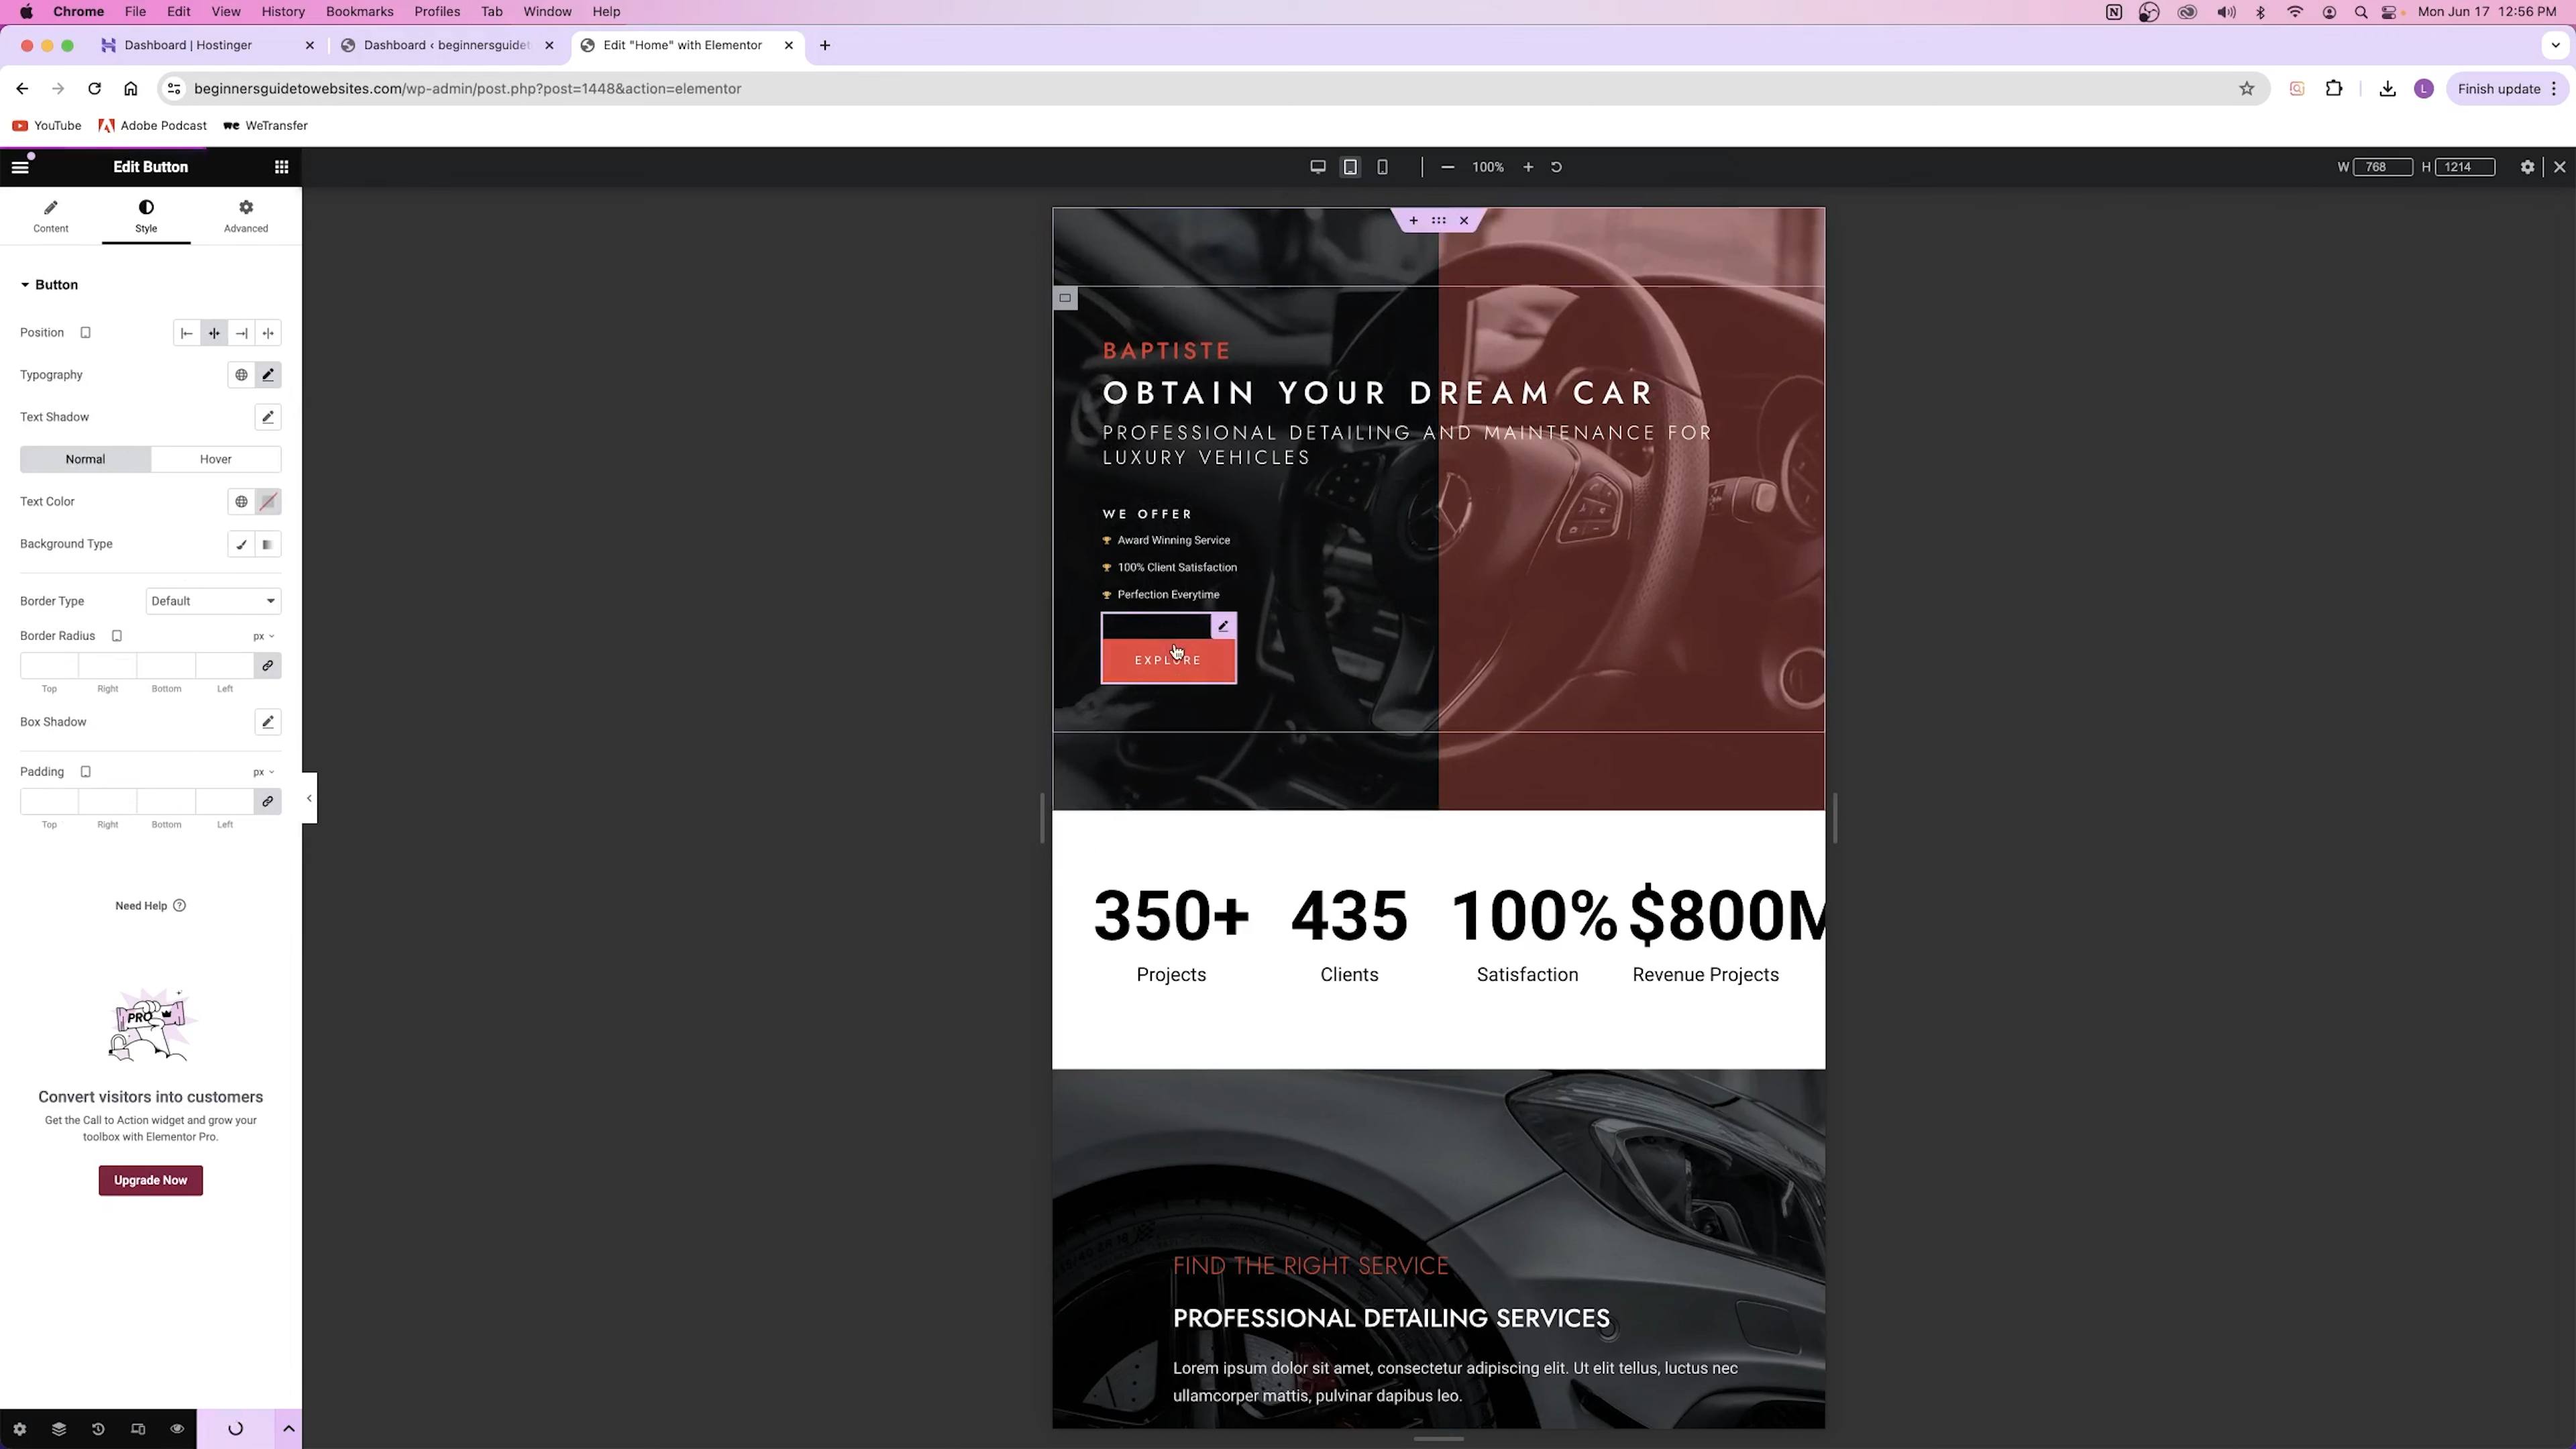 Chrome File Edit View History Bookmarks Profiles Tab Window Help
Mon Jun 17 12:56 PM
Dashboard | Hostinger
Dashboard ‹ beginnersguidet
Edit "Home" with Elementor
beginnersguidetowebsites.com/wp-admin/post.php?post=1448&action=elementor
L
Finish update
YouTube
Adobe Podcast
WeTransfer
Edit Button
100%
W 768 H 1214
Content
Style
Advanced
Button
Position
Typography
Text Shadow
Normal
Hover
Text Color
Background Type
Border Type
Default
Border Radius
px
Top Right Bottom Left
Box Shadow
Padding
px
Top Right Bottom Left
Need Help
PRO
Convert visitors into customers
Get the Call to Action widget and grow your
toolbox with Elementor Pro.
Upgrade Now
BAPTISTE
OBTAIN YOUR DREAM CAR
PROFESSIONAL DETAILING AND MAINTENANCE FOR
LUXURY VEHICLES
WE OFFER
Award Winning Service
100% Client Satisfaction
Perfection Everytime
EXPLORE
350+ 435 100% $800M
Projects Clients Satisfaction Revenue Projects
FIND THE RIGHT SERVICE
PROFESSIONAL DETAILING SERVICES
Lorem ipsum dolor sit amet, consectetur adipiscing elit. Ut elit tellus, luctus nec
ullamcorper mattis, pulvinar dapibus leo.